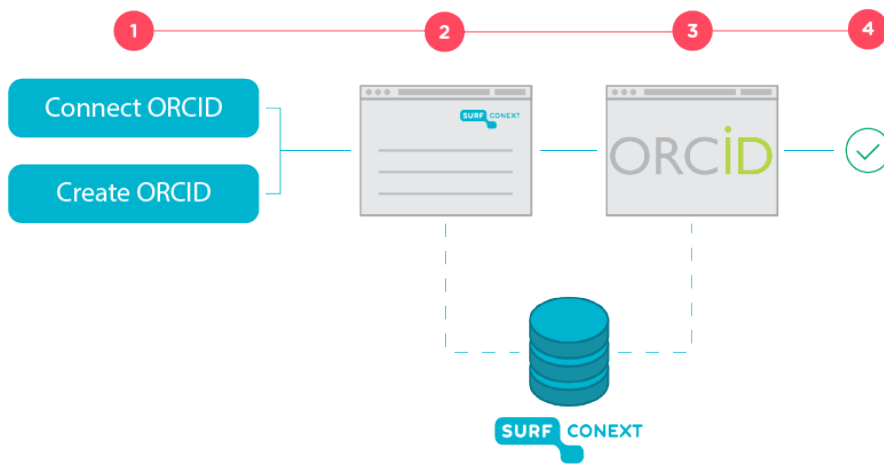 1
2
3
4
Connect ORCID
Create ORCID
SURF CONEXT
ORCiD
SURF CONEXT